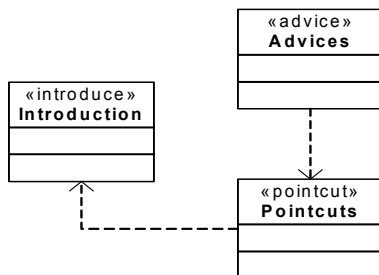 «advice»
Advices
«introduce»
Introduction
«pointcut»
Pointcuts